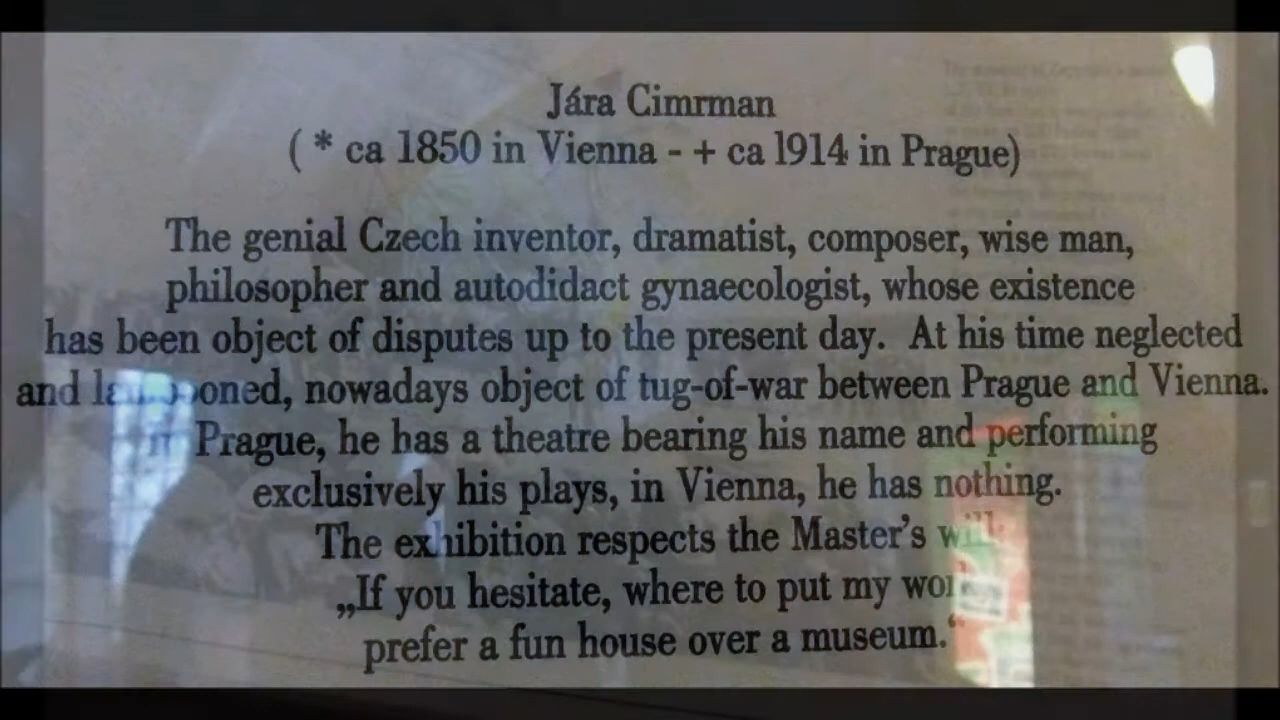 Jára Cimrman
( * ca 1850 in Vienna - + ca 1914 in Prague)
The genial Czech inventor, dramatist, composer, wise man,
philosopher and autodidact gynaecologist, whose existence
has been object of disputes up to the present day. At his time neglected
and lampooned, nowadays object of tug-of-war between Prague and Vienna.
In Prague, he has a theatre bearing his name and performing
exclusively his plays, in Vienna, he has nothing.
The exhibition respects the Master's will.
„If you hesitate, where to put my
prefer a fun house over a museum.“